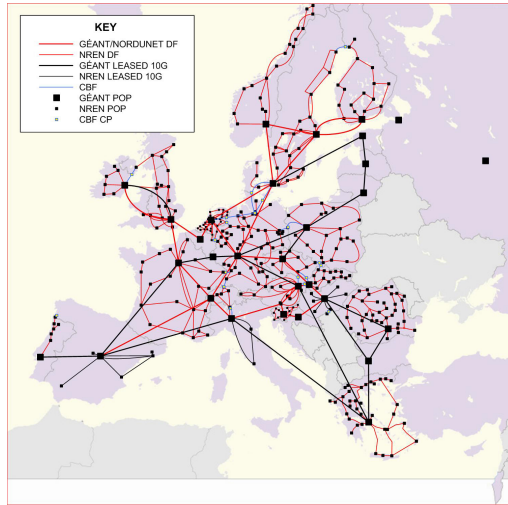 KEY
GÉANT/NORDUNET DF
NREN DF
GÉANT LEASED 10G
NREN LEASED 10G
CBF
GÉANT POP
NREN POP
CBF CP